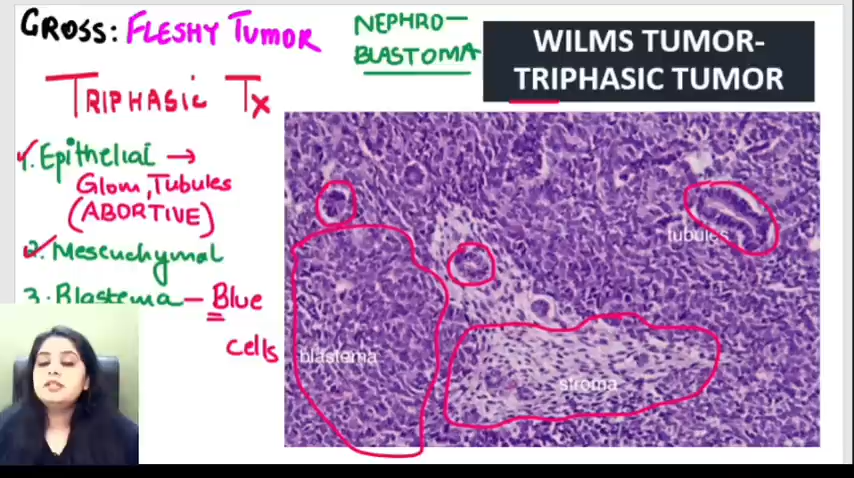 GROSS: FLESHY TUMOR
NEPHRO-
BLASTOMA
WILMS TUMOR-
TRIPHASIC TUMOR
TRIPHASIC Tx
1. Epithelial →
Glom, Tubules
(ABORTIVE)
2. Mesenchymal
3. Blastema - Blue
cells
tubules
blastema
stroma